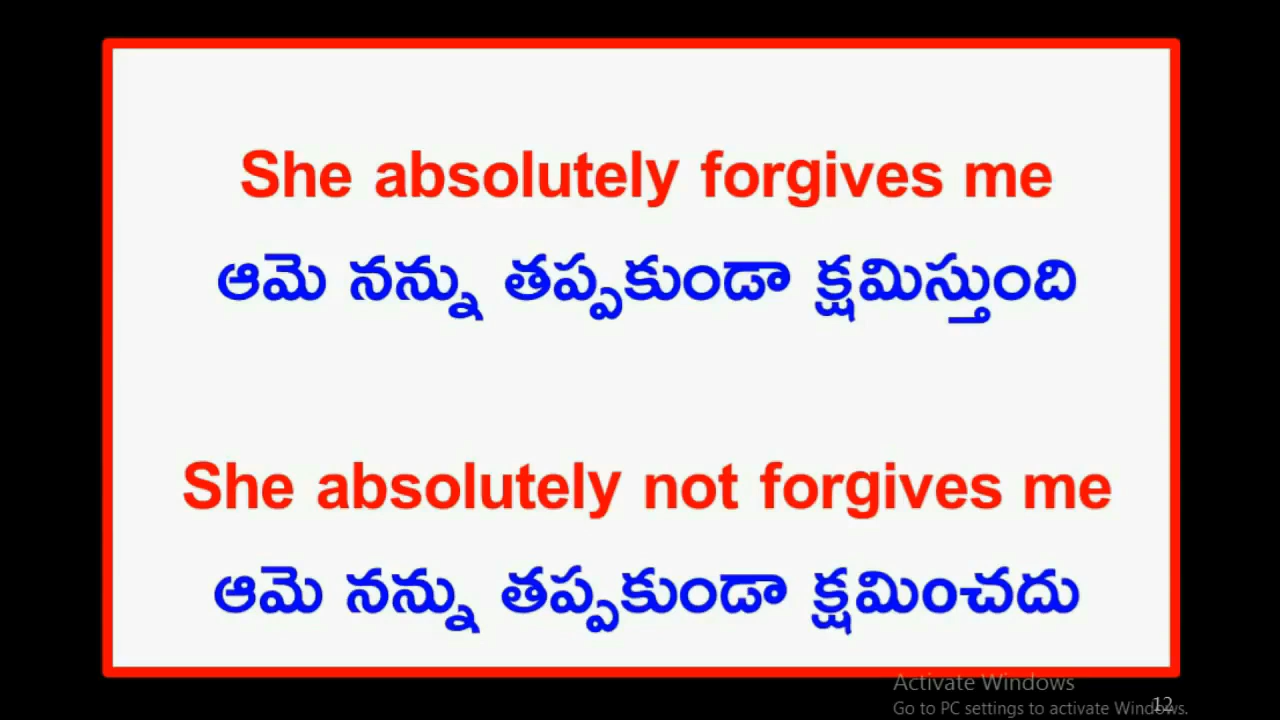 She absolutely forgives me
ఆమె నన్ను తప్పకుండా క్షమిస్తుంది
She absolutely not forgives me
ఆమె నన్ను తప్పకుండా క్షమించదు
Activate Windows
Go to PC settings to activate Windows.
12